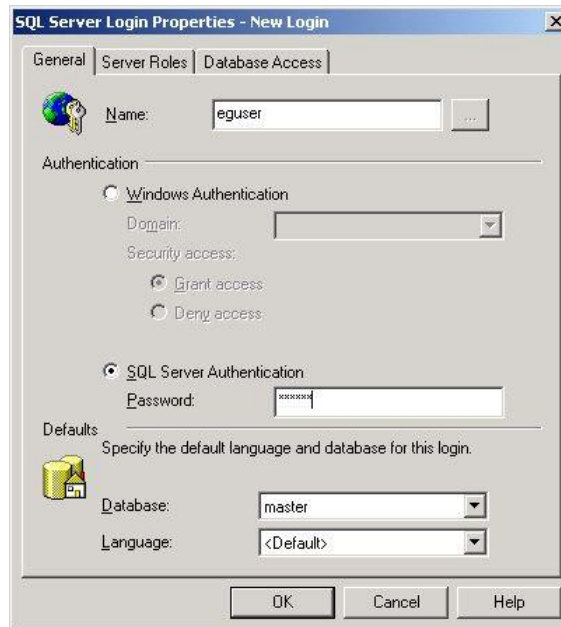 SQL Server Login Properties - New Login
General Server Roles Database Access
Name: eguser ...
Authentication
Windows Authentication
Domain:
Security access:
Grant access
Deny access
SQL Server Authentication
Password: ******
Defaults
Specify the default language and database for this login.
Database: master
Language: <Default>
OK Cancel Help